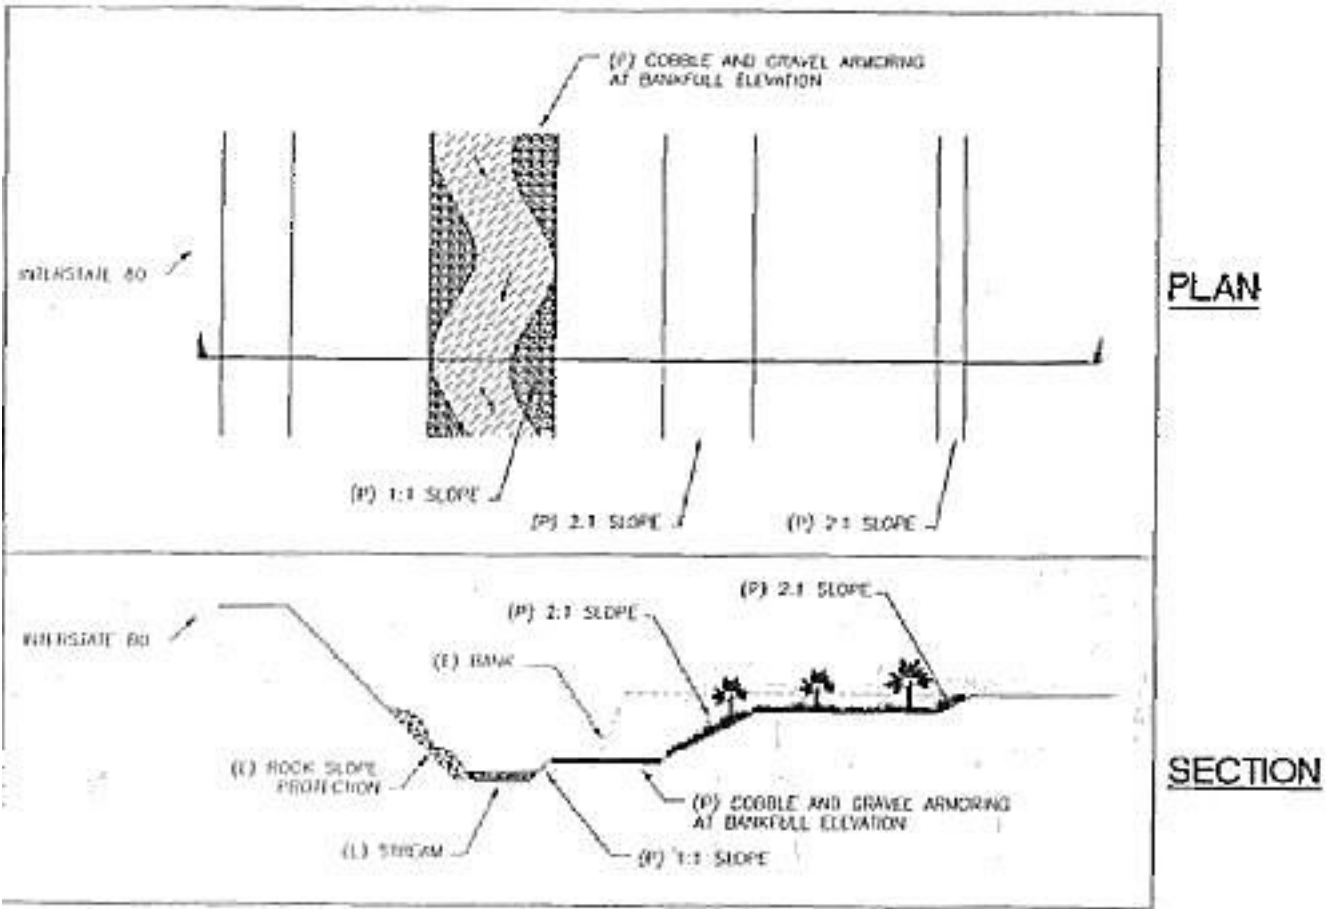 (P) COBBLE AND GRAVEL ARMORING
AT BANKFULL ELEVATION
INTERSTATE 80
PLAN
(P) 1:1 SLOPE
(P) 2:1 SLOPE
(P) 2:1 SLOPE
(P) 2:1 SLOPE
(P) 2:1 SLOPE
INTERSTATE 80
(E) BANK
(E) ROCK SLOPE
PROTECTION
SECTION
(P) COBBLE AND GRAVEL ARMORING
AT BANKFULL ELEVATION
(E) STREAM
(P) 1:1 SLOPE